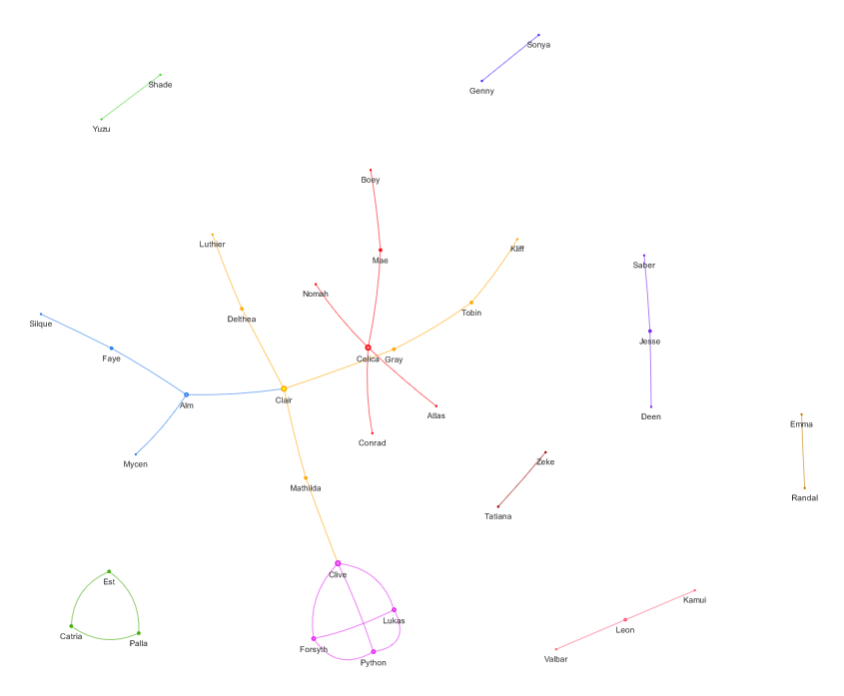 Sonya
Shade
Genny
Yuzu
Boey
Luthier
Kliff
Mae
Saber
Nomah
Tobin
Delthea
Silque
Jesse
Faye
Celica
Gray
Clair
Alm
Atlas
Deen
Emma
Conrad
Mycen
Zeke
Mathilda
Randal
Tatiana
Clive
Est
Kamui
Lukas
Leon
Catria
Palla
Forsyth
Valbar
Python